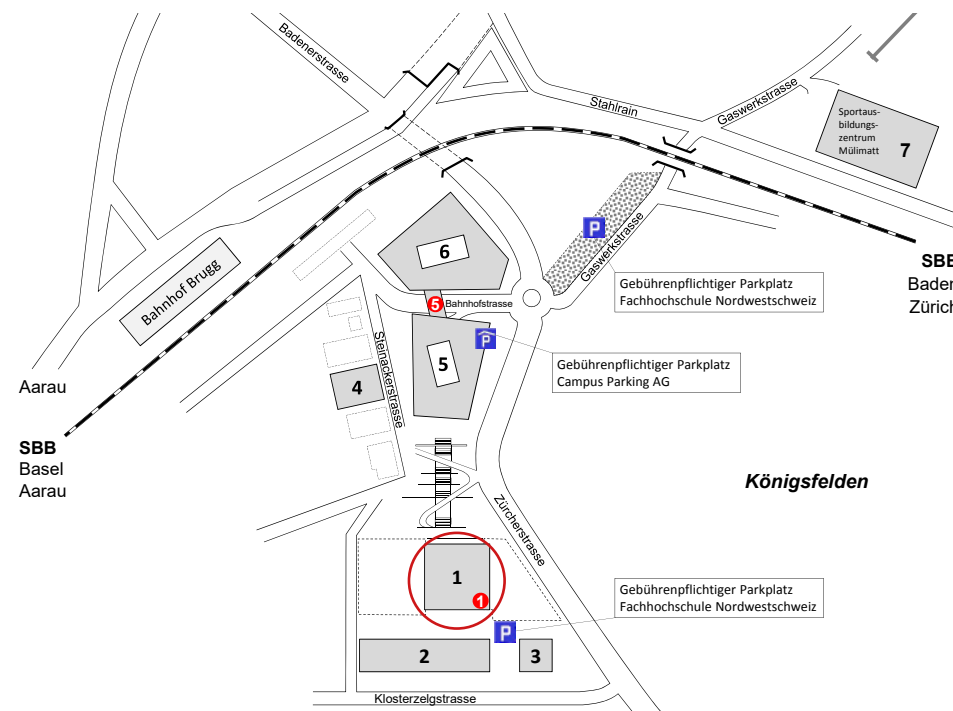 Badenerstrasse
Stahlrain
Gaswerkstrasse
Sportaus-
bildungs-
zentrum
Mülimatt
7
P
6
Gaswerkstrasse
SBB
Baden
Zürich
Gebührenpflichtiger Parkplatz
Fachhochschule Nordwestschweiz
Bahnhof Brugg
5
Bahnhofstrasse
P
Steinackerstrasse
5
Gebührenpflichtiger Parkplatz
Campus Parking AG
4
Aarau
SBB
Basel
Aarau
Königsfelden
Zürcherstrasse
1
1
Gebührenpflichtiger Parkplatz
Fachhochschule Nordwestschweiz
P
2
3
Klosterzelgstrasse